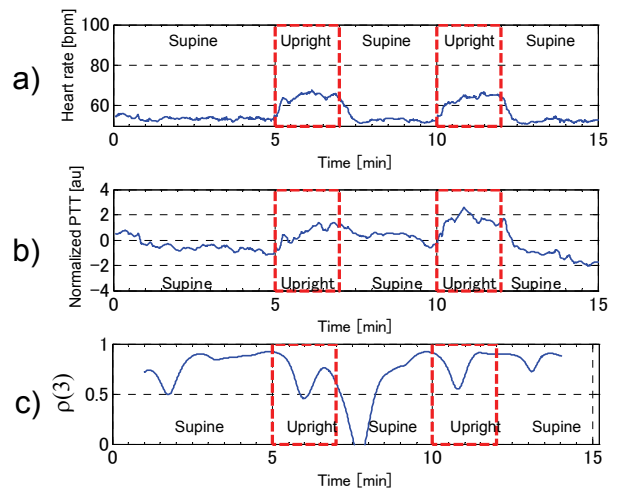 a)
Heart rate [bpm]
100
80
60
Supine Upright Supine Upright Supine
0 5 10 15
Time [min]
b)
Normalized PTT [au]
4
2
0
−2
−4
Supine Upright Supine Upright Supine
0 5 10 15
Time [min]
c)
ρ(3)
1
0.5
0
Supine Upright Supine Upright Supine
0 5 10 15
Time [min]